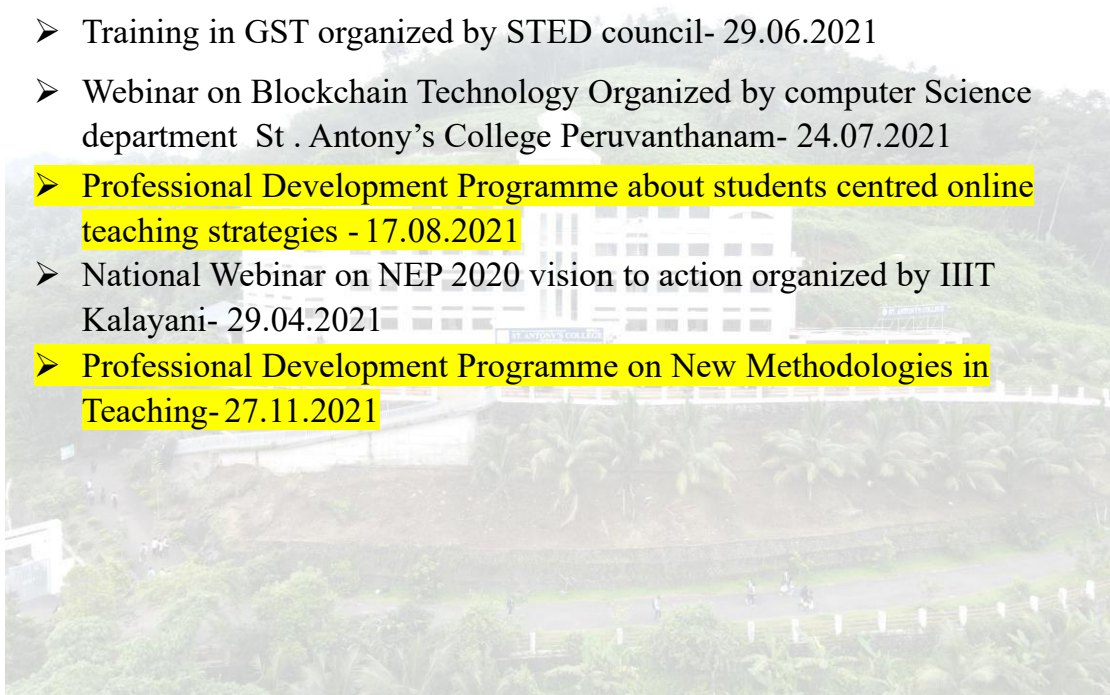 ➢ Training in GST organized by STED council- 29.06.2021
➢ Webinar on Blockchain Technology Organized by computer Science
department St . Antony’s College Peruvanthanam- 24.07.2021
➢ Professional Development Programme about students centred online
teaching strategies - 17.08.2021
➢ National Webinar on NEP 2020 vision to action organized by IIIT
Kalayani- 29.04.2021
➢ Professional Development Programme on New Methodologies in
Teaching- 27.11.2021
ST. ANTONY'S COLLEGE